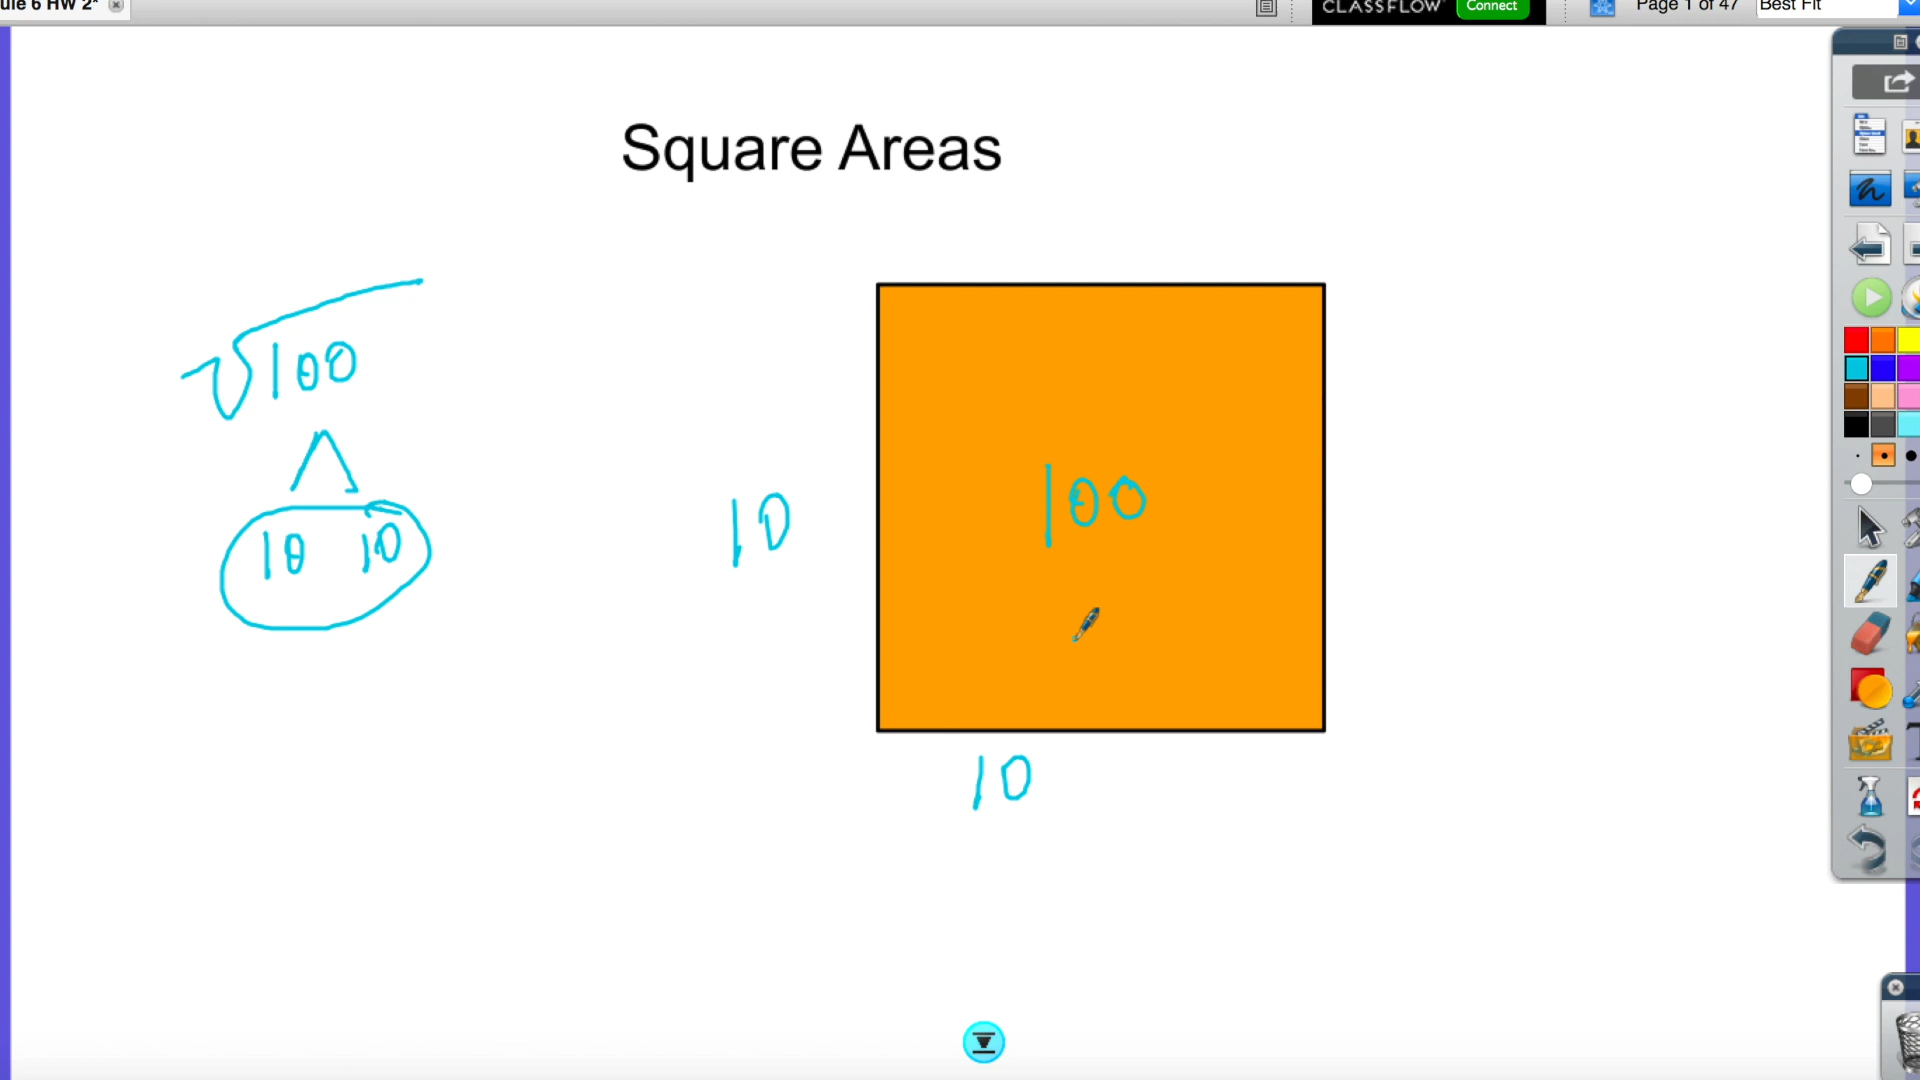 ule 6 HW 2*
CLASSFLOW
Connect
Page 1 of 47
Best Fit
Square Areas
√100
10 10
10
100
10